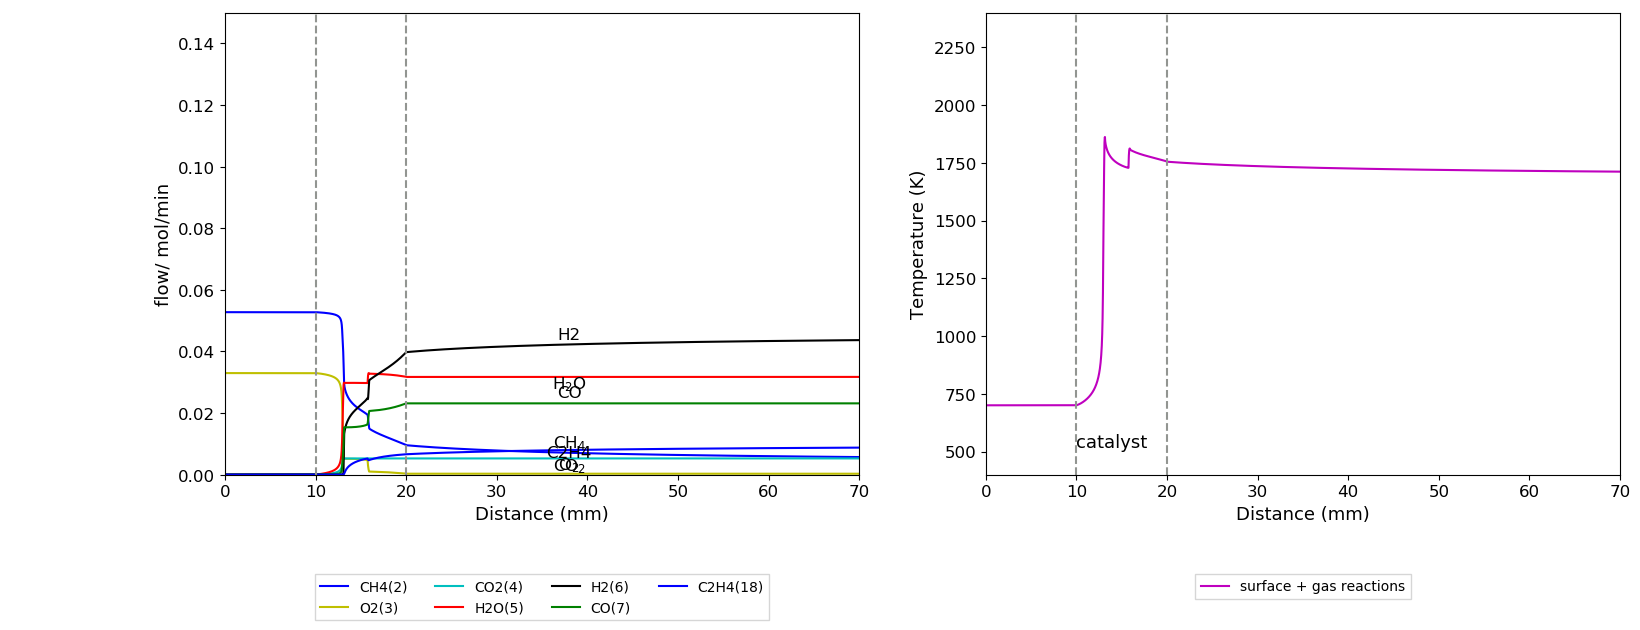 0.14
0.12
0.10
0.08
0.06
0.04
0.02
0.00
flow/ mol/min
H2
H₂O
CO
CH₄
C2H4
O₂
CO₂
0 10 20 30 40 50 60 70
Distance (mm)
CH4(2) CO2(4) H2(6) C2H4(18)
O2(3) H2O(5) CO(7)
2250
2000
1750
1500
1250
1000
750
500
Temperature (K)
catalyst
0 10 20 30 40 50 60 70
Distance (mm)
surface + gas reactions